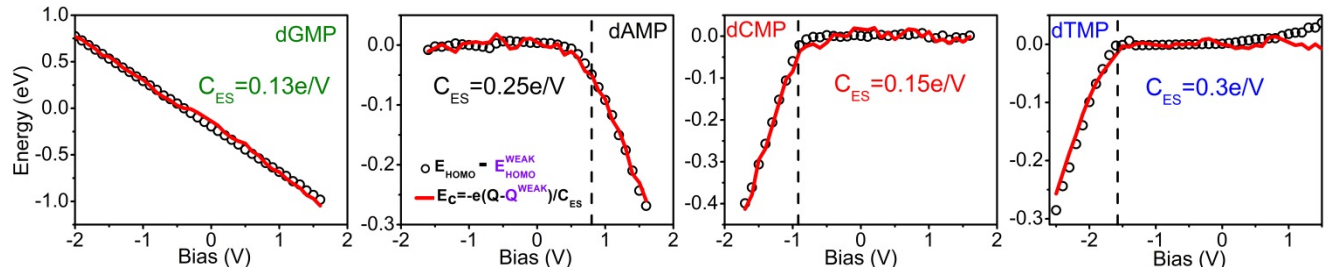 Energy (eV)
1.0
0.5
0.0
-0.5
-1.0
dGMP
C_ES=0.13e/V
-2 -1 0 1 2
Bias (V)
0.0
-0.1
-0.2
-0.3
dAMP
C_ES=0.25e/V
E_HOMO - E_HOMO^WEAK
E_C=-e(Q-Q^WEAK)/C_ES
-2 -1 0 1 2
Bias (V)
0.0
-0.1
-0.2
-0.3
-0.4
dCMP
C_ES=0.15e/V
-2 -1 0 1 2
Bias (V)
0.0
-0.1
-0.2
-0.3
dTMP
C_ES=0.3e/V
-2 -1 0 1
Bias (V)